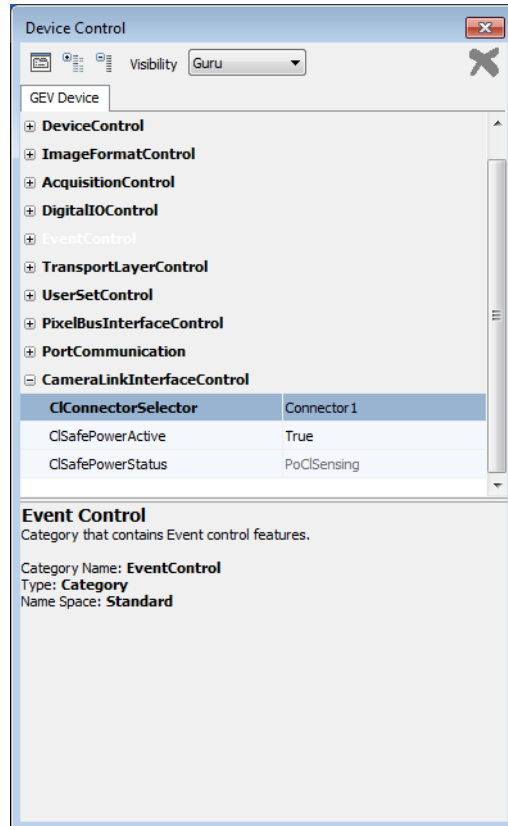 Device Control
Visibility Guru
GEV Device
DeviceControl
ImageFormatControl
AcquisitionControl
DigitalIOControl
EventControl
TransportLayerControl
UserSetControl
PixelBusInterfaceControl
PortCommunication
CameraLinkInterfaceControl
ClConnectorSelector Connector1
ClSafePowerActive True
ClSafePowerStatus PoClSensing
Event Control
Category that contains Event control features.
Category Name: EventControl
Type: Category
Name Space: Standard